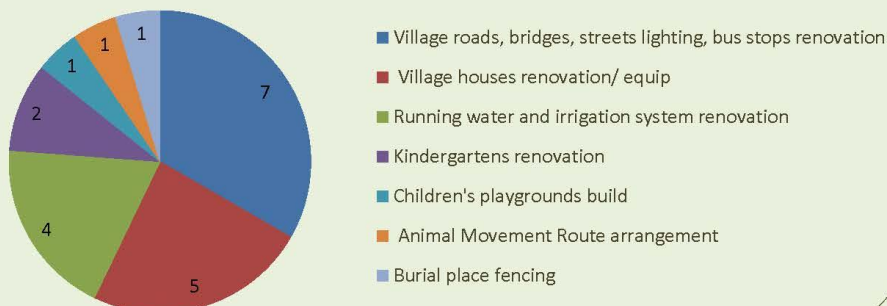 7
5
4
2
1
1
1
Village roads, bridges, streets lighting, bus stops renovation
Village houses renovation/ equip
Running water and irrigation system renovation
Kindergartens renovation
Children's playgrounds build
Animal Movement Route arrangement
Burial place fencing